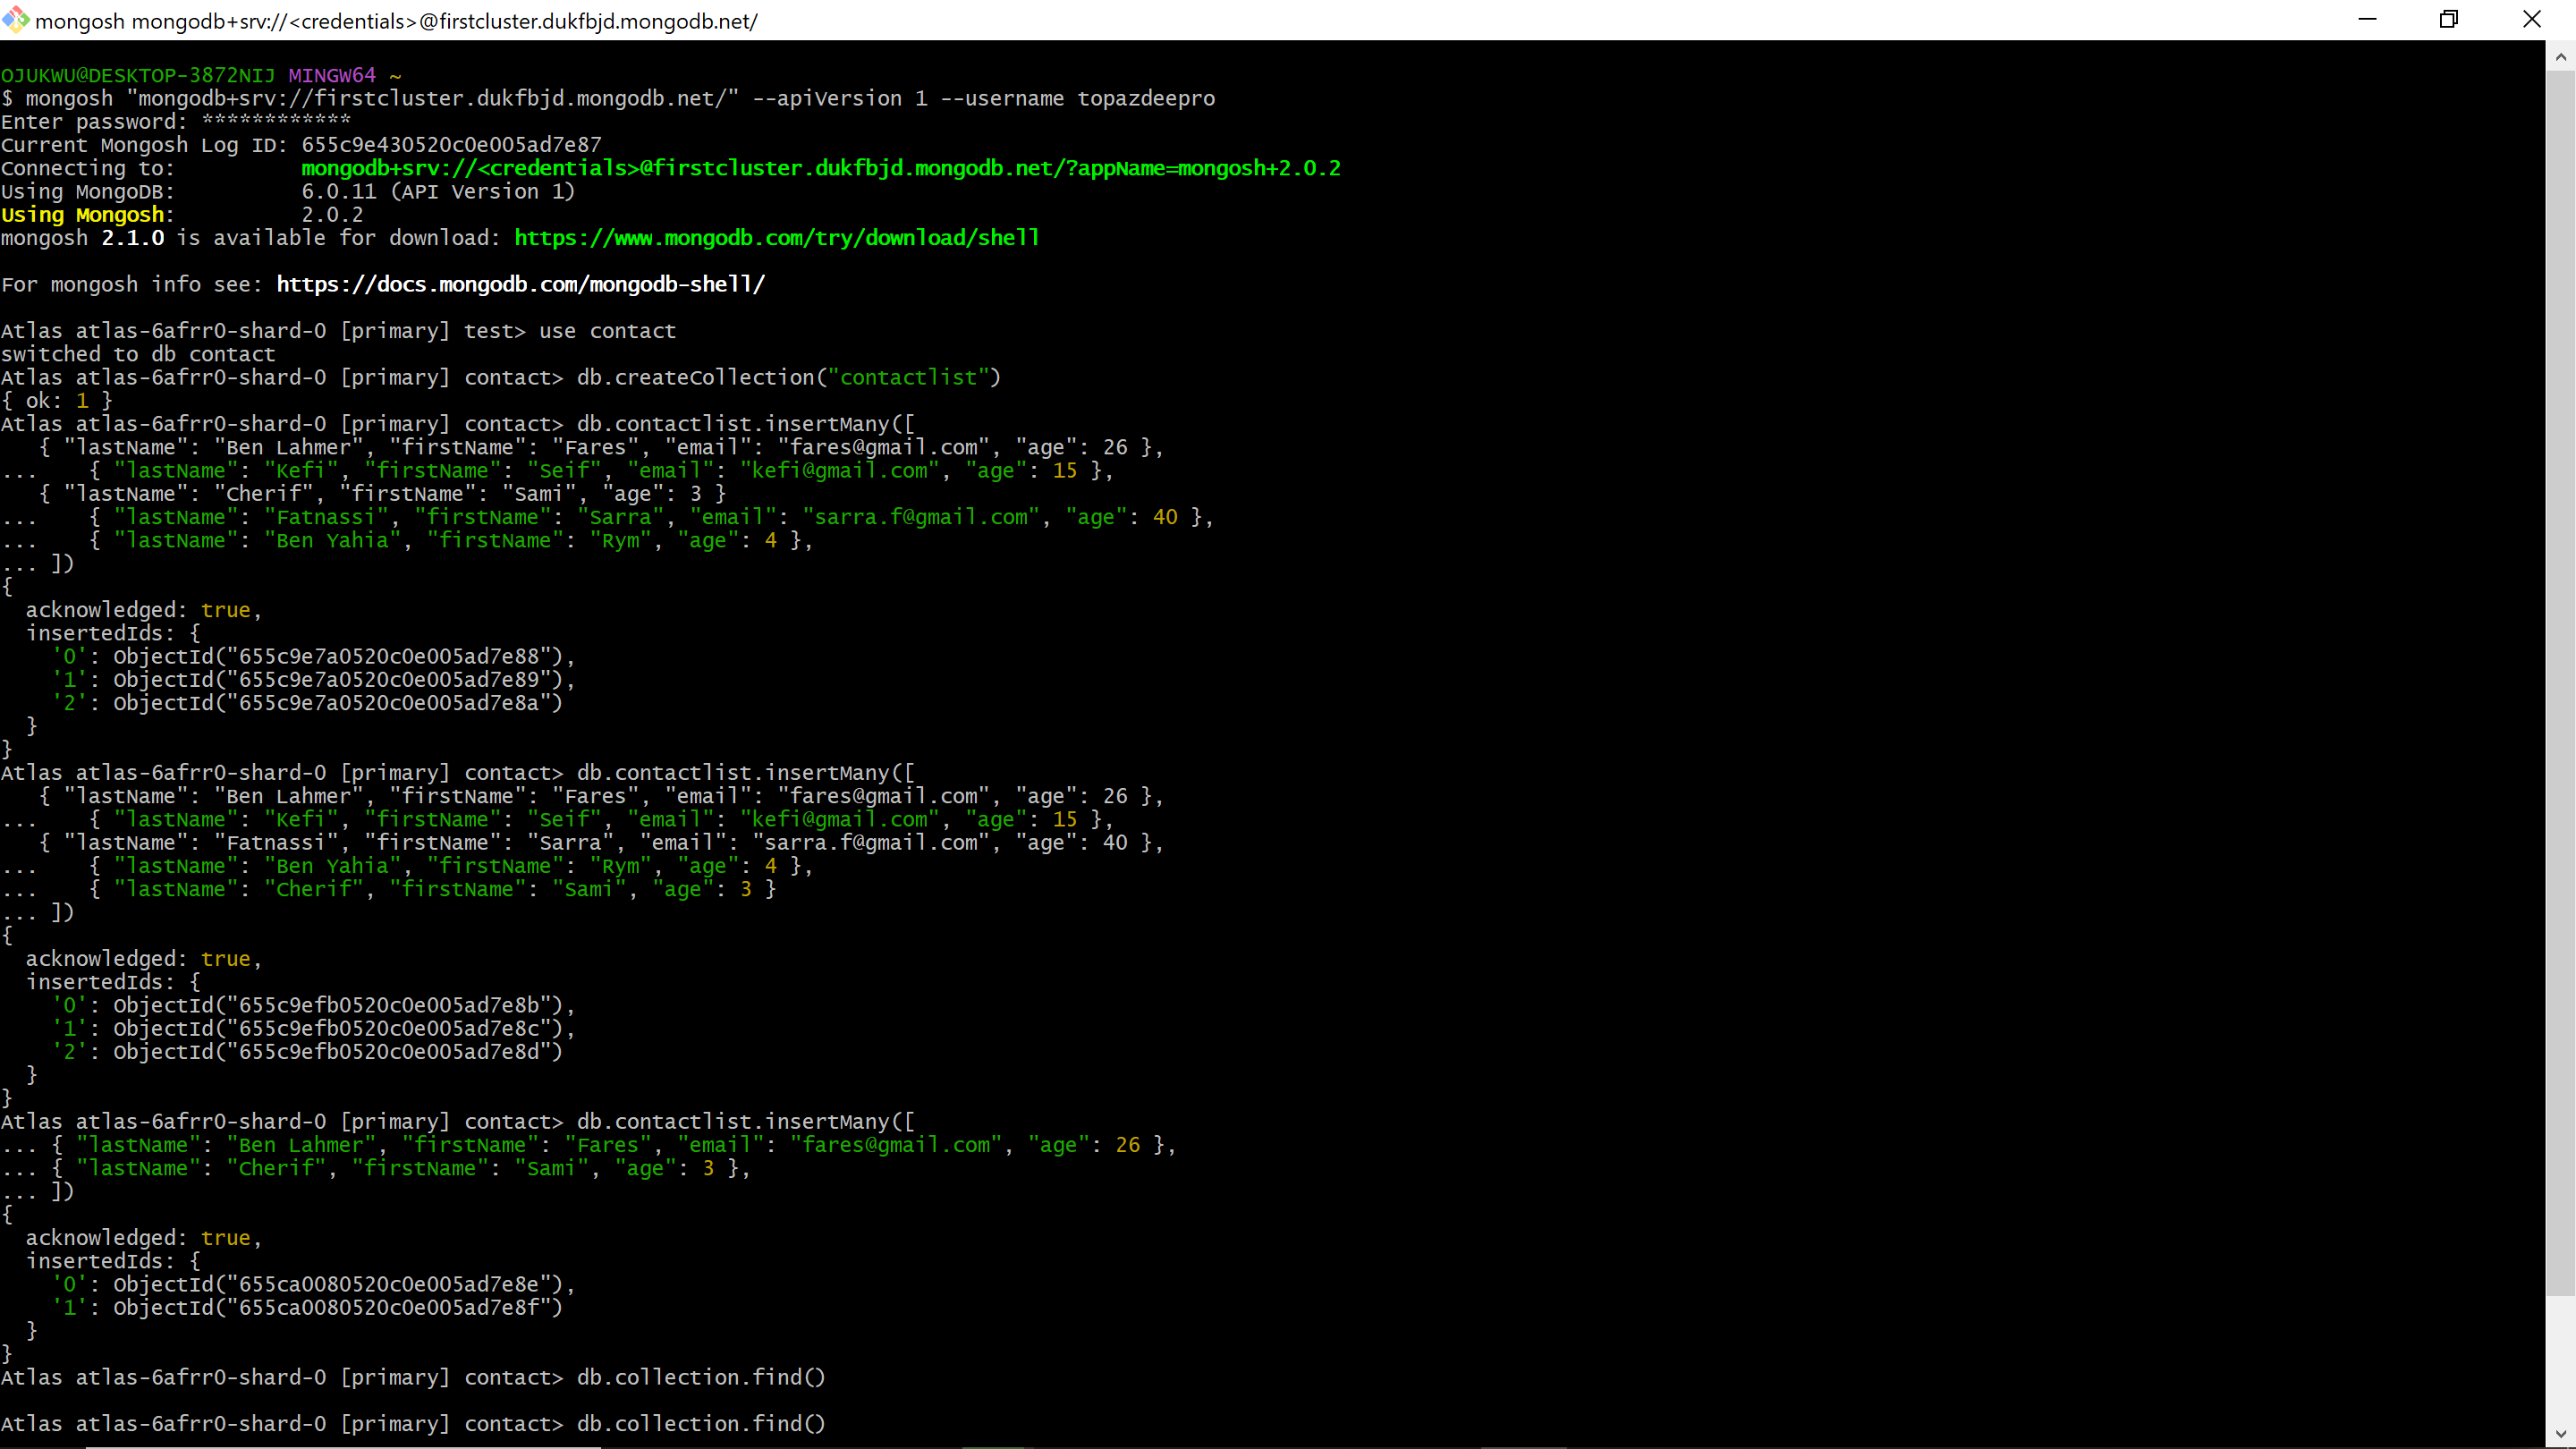 mongosh mongodb+srv://<credentials>@firstcluster.dukfbjd.mongodb.net/
OJUKWU@DESKTOP-3872NIJ MINGW64 ~
$ mongosh "mongodb+srv://firstcluster.dukfbjd.mongodb.net/" --apiVersion 1 --username topazdeepro
Enter password: ************
Current Mongosh Log ID: 655c9e430520c0e005ad7e87
Connecting to:          mongodb+srv://<credentials>@firstcluster.dukfbjd.mongodb.net/?appName=mongosh+2.0.2
Using MongoDB:          6.0.11 (API Version 1)
Using Mongosh:          2.0.2
mongosh 2.1.0 is available for download: https://www.mongodb.com/try/download/shell
For mongosh info see: https://docs.mongodb.com/mongodb-shell/
Atlas atlas-6afrr0-shard-0 [primary] test> use contact
switched to db contact
Atlas atlas-6afrr0-shard-0 [primary] contact> db.createCollection("contactlist")
{ ok: 1 }
Atlas atlas-6afrr0-shard-0 [primary] contact> db.contactlist.insertMany([
   { "lastName": "Ben Lahmer", "firstName": "Fares", "email": "fares@gmail.com", "age": 26 },
...    { "lastName": "Kefi", "firstName": "Seif", "email": "kefi@gmail.com", "age": 15 },
   { "lastName": "Cherif", "firstName": "Sami", "age": 3 }
...    { "lastName": "Fatnassi", "firstName": "Sarra", "email": "sarra.f@gmail.com", "age": 40 },
...    { "lastName": "Ben Yahia", "firstName": "Rym", "age": 4 },
... ])
{
  acknowledged: true,
  insertedIds: {
    '0': ObjectId("655c9e7a0520c0e005ad7e88"),
    '1': ObjectId("655c9e7a0520c0e005ad7e89"),
    '2': ObjectId("655c9e7a0520c0e005ad7e8a")
  }
}
Atlas atlas-6afrr0-shard-0 [primary] contact> db.contactlist.insertMany([
   { "lastName": "Ben Lahmer", "firstName": "Fares", "email": "fares@gmail.com", "age": 26 },
...    { "lastName": "Kefi", "firstName": "Seif", "email": "kefi@gmail.com", "age": 15 },
   { "lastName": "Fatnassi", "firstName": "Sarra", "email": "sarra.f@gmail.com", "age": 40 },
...    { "lastName": "Ben Yahia", "firstName": "Rym", "age": 4 },
...    { "lastName": "Cherif", "firstName": "Sami", "age": 3 }
... ])
{
  acknowledged: true,
  insertedIds: {
    '0': ObjectId("655c9efb0520c0e005ad7e8b"),
    '1': ObjectId("655c9efb0520c0e005ad7e8c"),
    '2': ObjectId("655c9efb0520c0e005ad7e8d")
  }
}
Atlas atlas-6afrr0-shard-0 [primary] contact> db.contactlist.insertMany([
... { "lastName": "Ben Lahmer", "firstName": "Fares", "email": "fares@gmail.com", "age": 26 },
... { "lastName": "Cherif", "firstName": "Sami", "age": 3 },
... ])
{
  acknowledged: true,
  insertedIds: {
    '0': ObjectId("655ca0080520c0e005ad7e8e"),
    '1': ObjectId("655ca0080520c0e005ad7e8f")
  }
}
Atlas atlas-6afrr0-shard-0 [primary] contact> db.collection.find()
Atlas atlas-6afrr0-shard-0 [primary] contact> db.collection.find()